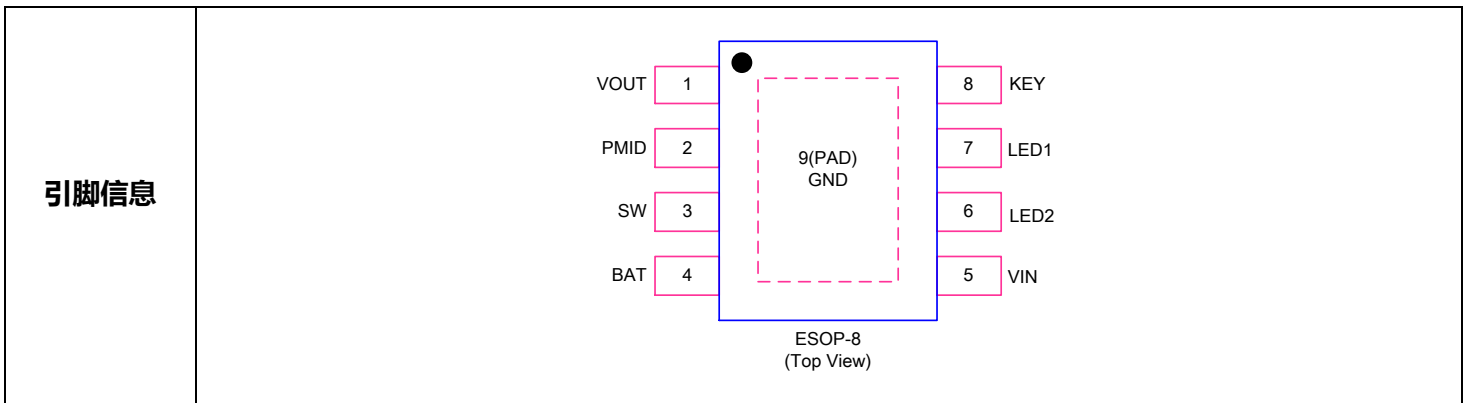 引脚信息
VOUT 1
PMID 2
SW 3
BAT 4
9(PAD)
GND
8 KEY
7 LED1
6 LED2
5 VIN
ESOP-8
(Top View)